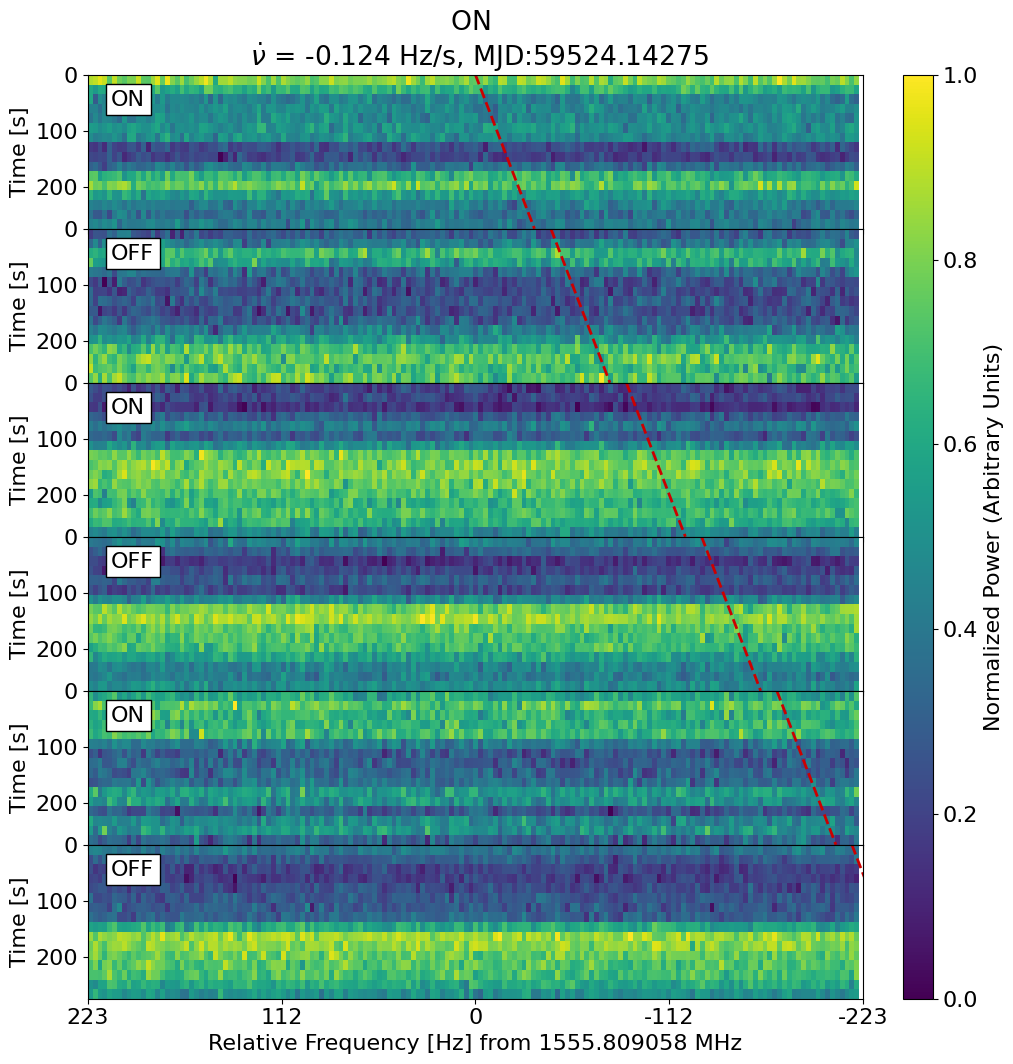 ON
ν̇ = -0.124 Hz/s, MJD:59524.14275
0
ON
100
200
Time [s]
0
OFF
100
200
Time [s]
0
ON
100
200
Time [s]
0
OFF
100
200
Time [s]
0
ON
100
200
Time [s]
0
OFF
100
200
Time [s]
223 112 0 -112 -223
Relative Frequency [Hz] from 1555.809058 MHz
1.0
0.8
0.6
0.4
0.2
0.0
Normalized Power (Arbitrary Units)